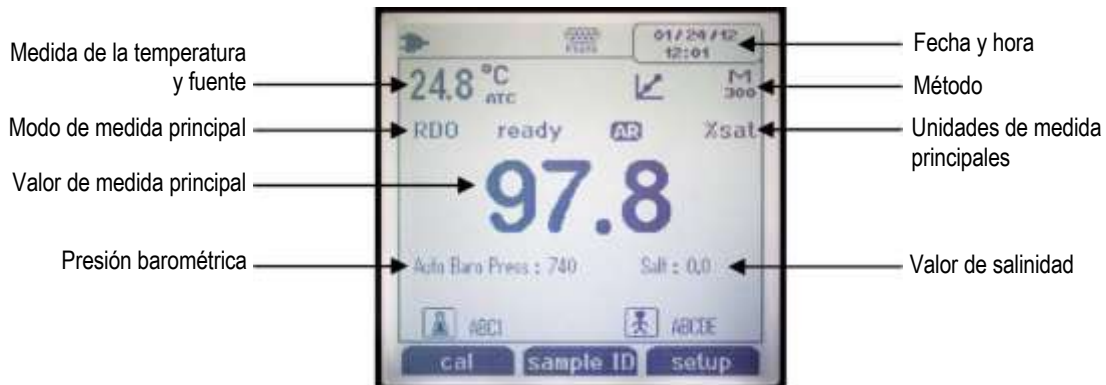 Medida de la temperatura
y fuente
Modo de medida principal
Valor de medida principal
Presión barométrica
01/24/12
12:01
24.8 °C
ATC
M
300
RDO ready AR %sat
97.8
Auto Baro Press : 740 Salt : 0,0
ABC1 ABCDE
cal sample ID setup
Fecha y hora
Método
Unidades de medida
principales
Valor de salinidad